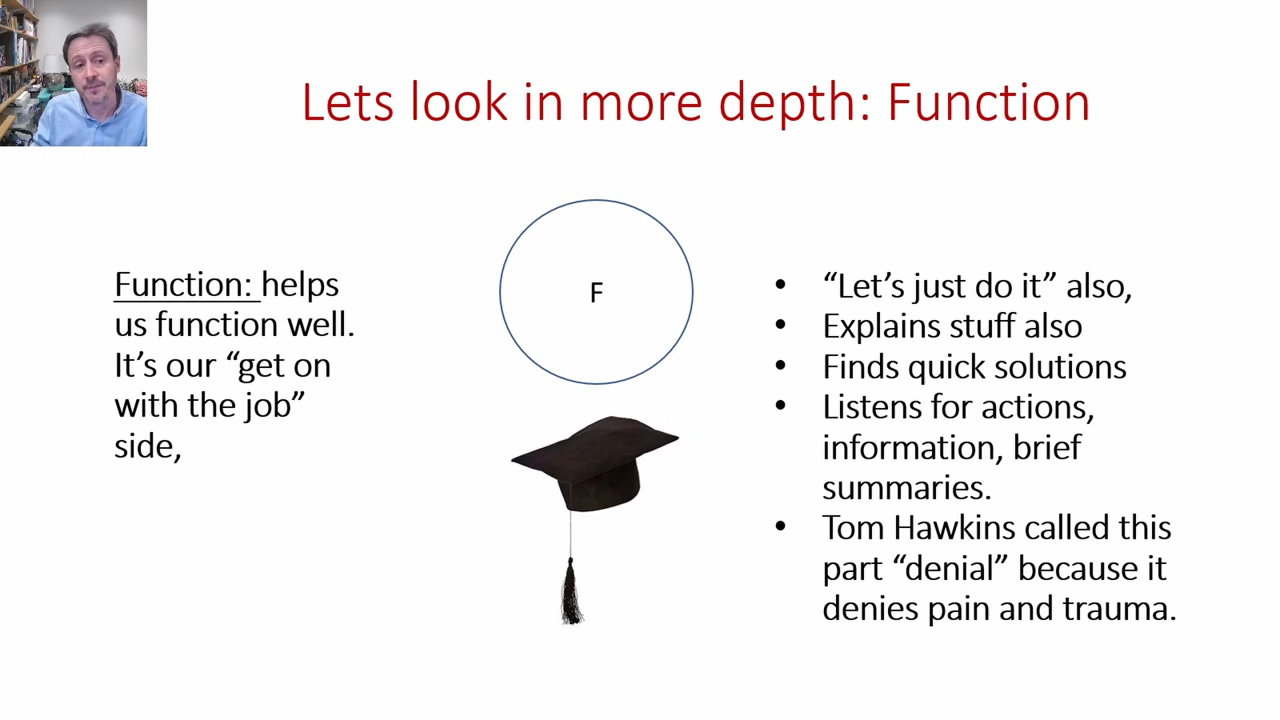 Lets look in more depth: Function
Function: helps
us function well.
It’s our “get on
with the job”
side,
F
• “Let’s just do it” also,
• Explains stuff also
• Finds quick solutions
• Listens for actions,
information, brief
summaries.
• Tom Hawkins called this
part “denial” because it
denies pain and trauma.